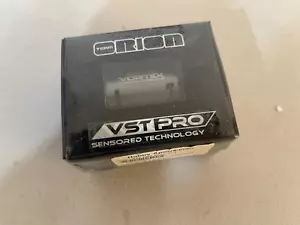 TEAM
ORION
VORTEX
VST PRO
SENSORED TECHNOLOGY